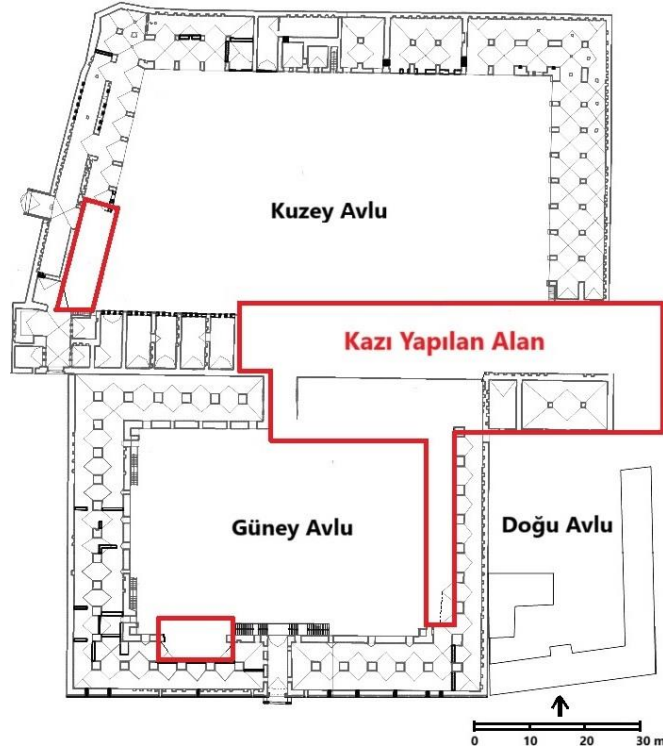 Kuzey Avlu
Kazı Yapılan Alan
Güney Avlu
Doğu Avlu
0 10 20 30 m